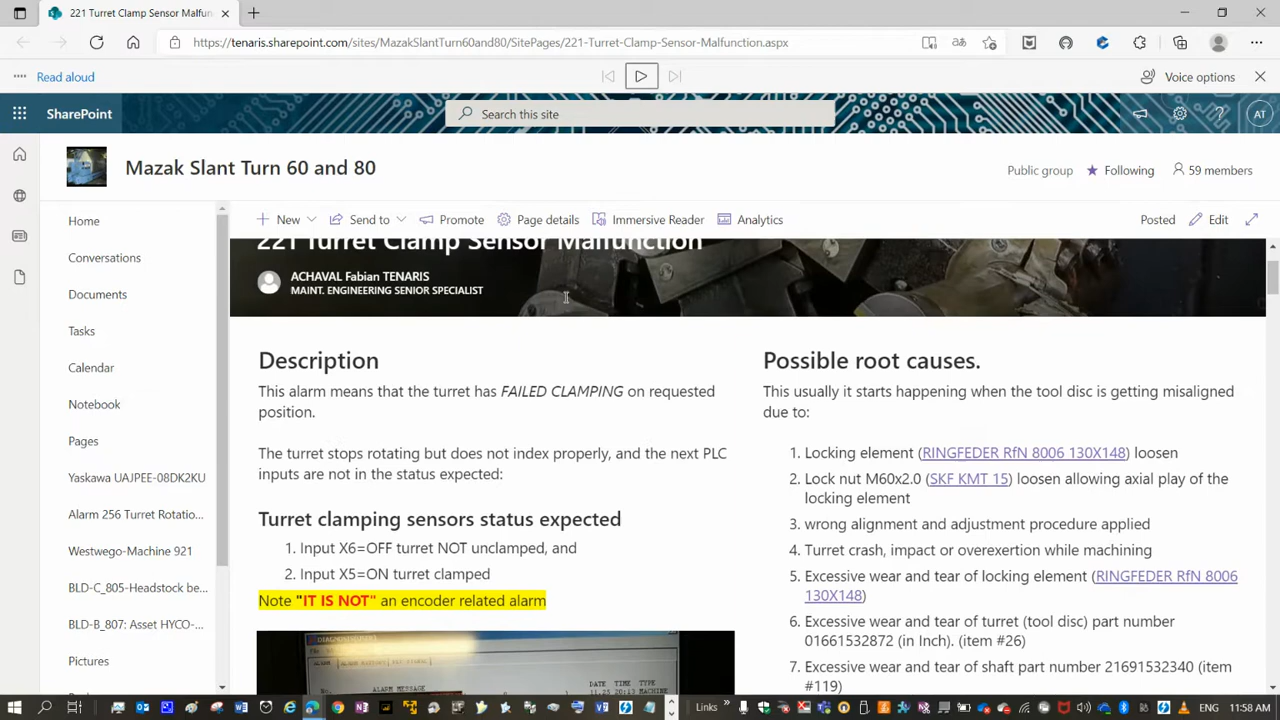 221 Turret Clamp Sensor Malfun
https://tenaris.sharepoint.com/sites/MazakSlantTurn60and80/SitePages/221-Turret-Clamp-Sensor-Malfunction.aspx
Read aloud
Voice options
SharePoint
Search this site
AT
Mazak Slant Turn 60 and 80
Public group
Following
59 members
Home
New
Send to
Promote
Page details
Immersive Reader
Analytics
Posted
Edit
Conversations
Documents
Tasks
Calendar
Notebook
Pages
Yaskawa UAJPEE-08DK2KU
Alarm 256 Turret Rotatio...
Westwego-Machine 921
BLD-C_805-Headstock be...
BLD-B_807: Asset HYCO-...
Pictures
221 Turret Clamp Sensor Malfunction
ACHAVAL Fabian TENARIS
MAINT. ENGINEERING SENIOR SPECIALIST
Description
This alarm means that the turret has FAILED CLAMPING on requested
position.
The turret stops rotating but does not index properly, and the next PLC
inputs are not in the status expected:
Turret clamping sensors status expected
1. Input X6=OFF turret NOT unclamped, and
2. Input X5=ON turret clamped
Note "IT IS NOT" an encoder related alarm
ALARM MESSAGE
DATE TIME TYPE
11.25 20:13 MACHINE
Possible root causes.
This usually it starts happening when the tool disc is getting misaligned
due to:
1. Locking element (RINGFEDER RfN 8006 130X148) loosen
2. Lock nut M60x2.0 (SKF KMT 15) loosen allowing axial play of the
locking element
3. wrong alignment and adjustment procedure applied
4. Turret crash, impact or overexertion while machining
5. Excessive wear and tear of locking element (RINGFEDER RfN 8006
130X148)
6. Excessive wear and tear of turret (tool disc) part number
01661532872 (in Inch). (item #26)
7. Excessive wear and tear of shaft part number 21691532340 (item
#119)
Links
ENG
11:58 AM